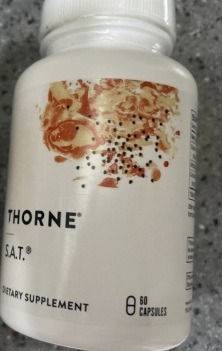 THORNE®
S.A.T.®
DIETARY SUPPLEMENT
60
CAPSULES